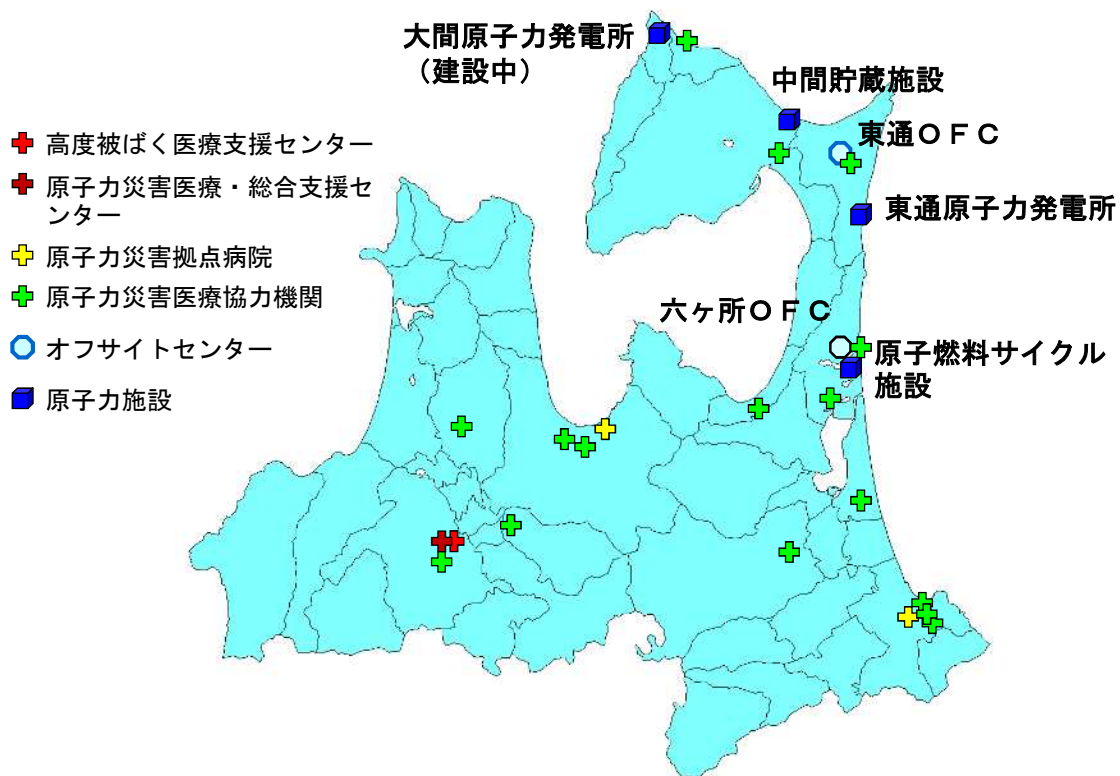 大間原子力発電所
（建設中）
中間貯蔵施設
東通ＯＦＣ
東通原子力発電所
六ヶ所ＯＦＣ
原子燃料サイクル
施設
高度被ばく医療支援センター
原子力災害医療・総合支援セ
ンター
原子力災害拠点病院
原子力災害医療協力機関
オフサイトセンター
原子力施設